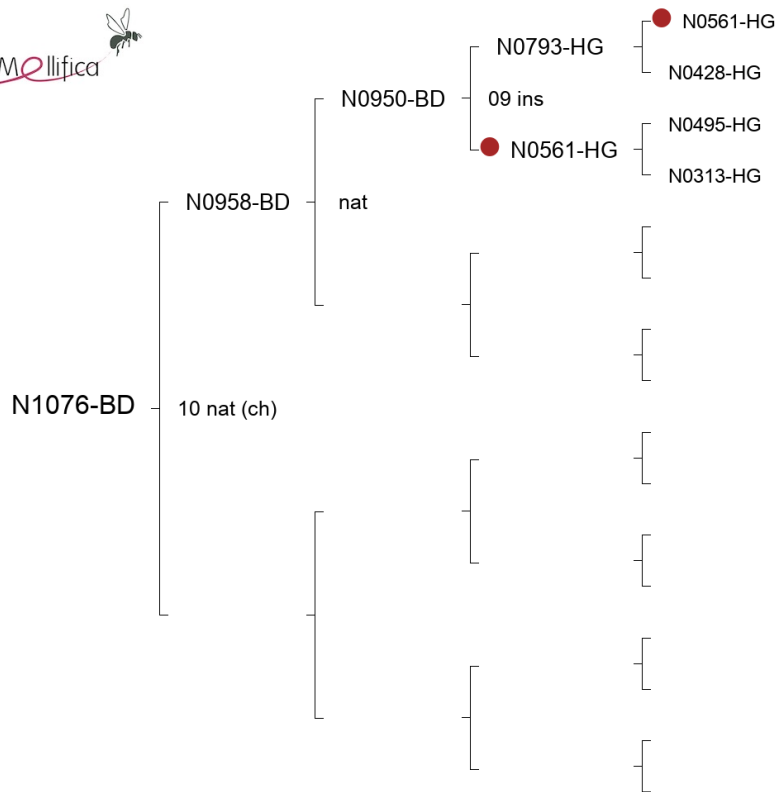 Mellifica
N0561-HG
N0793-HG
N0428-HG
N0950-BD
09 ins
N0495-HG
N0561-HG
N0313-HG
N0958-BD
nat
N1076-BD
10 nat (ch)